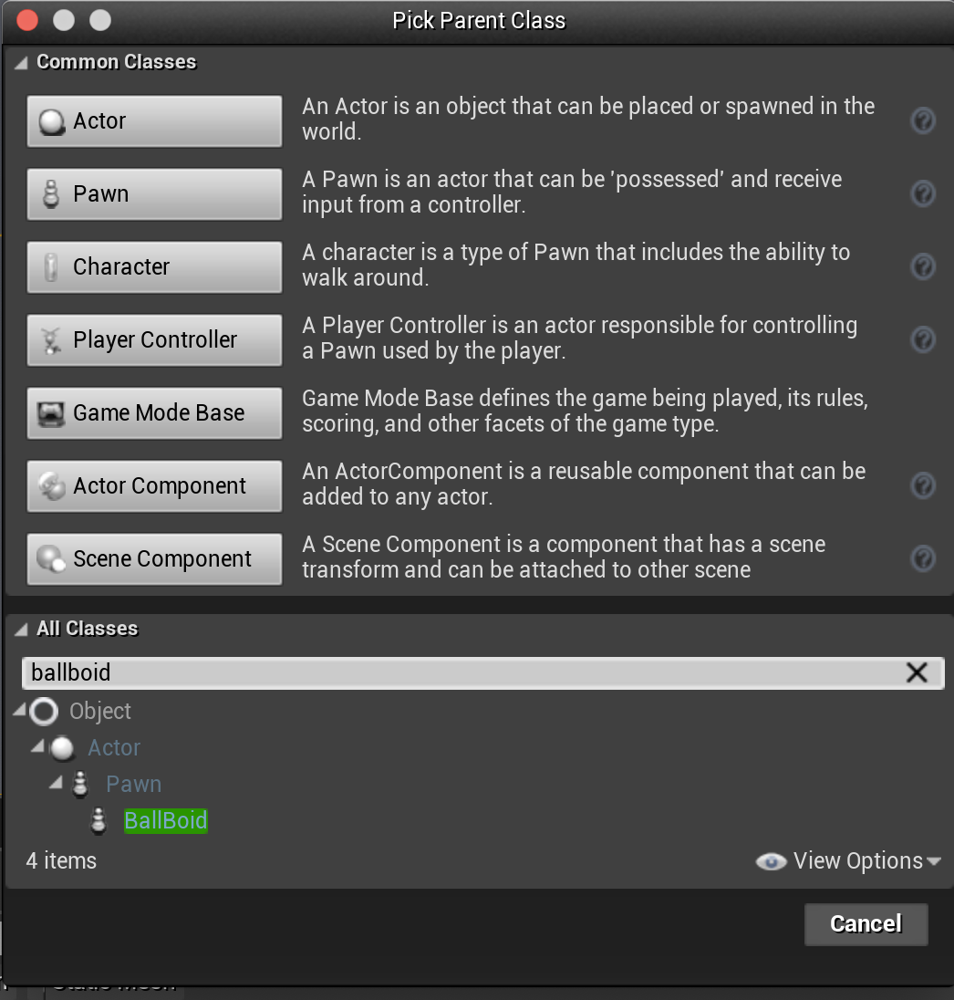 Pick Parent Class
Common Classes
Actor
An Actor is an object that can be placed or spawned in the
world.
Pawn
A Pawn is an actor that can be 'possessed' and receive
input from a controller.
Character
A character is a type of Pawn that includes the ability to
walk around.
Player Controller
A Player Controller is an actor responsible for controlling
a Pawn used by the player.
Game Mode Base
Game Mode Base defines the game being played, its rules,
scoring, and other facets of the game type.
Actor Component
An ActorComponent is a reusable component that can be
added to any actor.
Scene Component
A Scene Component is a component that has a scene
transform and can be attached to other scene
All Classes
ballboid
Object
Actor
Pawn
BallBoid
4 items
View Options
Cancel